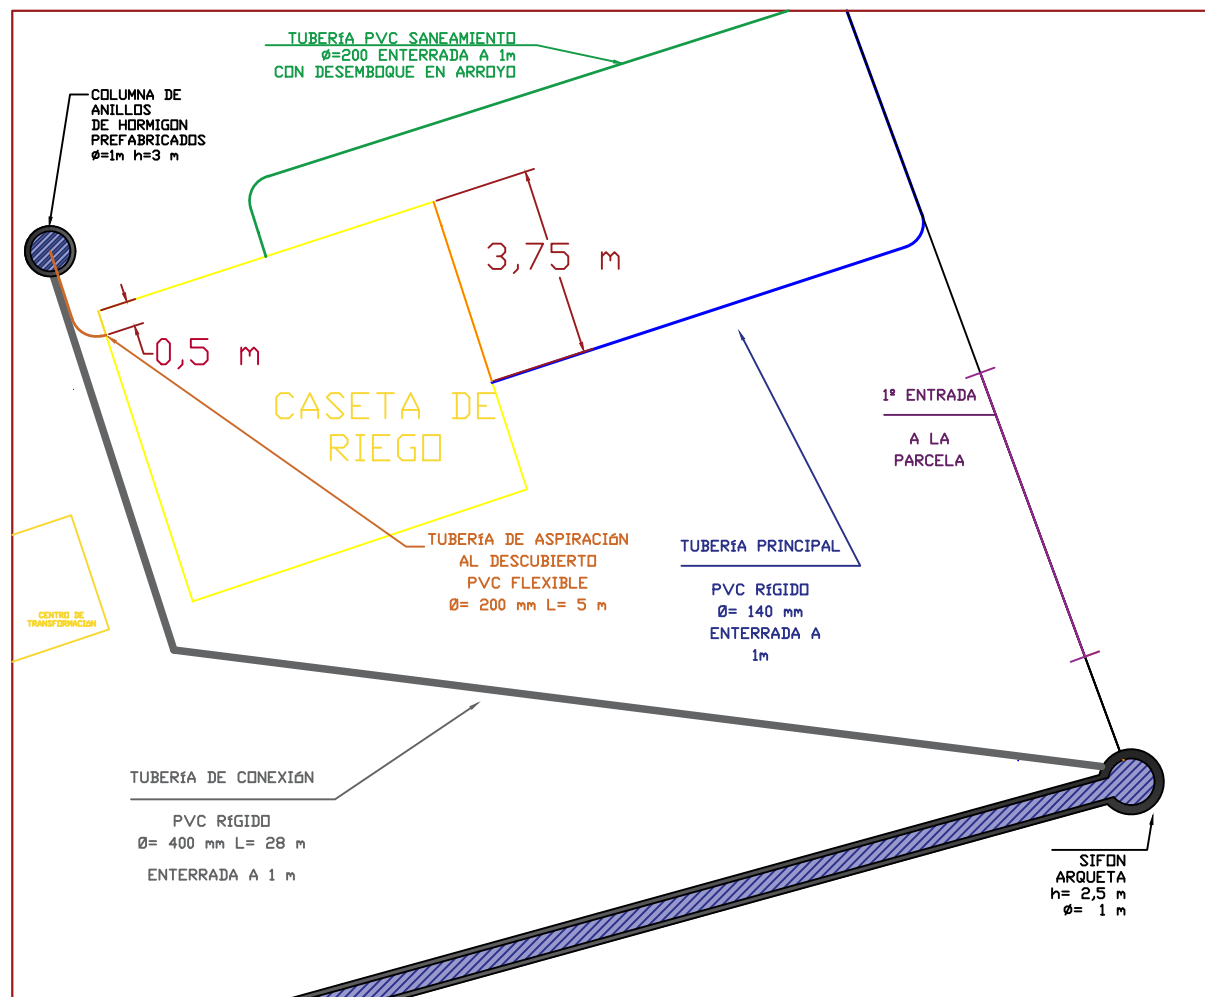 TUBERíA PVC SANEAMIENTO
Ø=200 ENTERRADA A 1m
CON DESEMBOQUE EN ARROYO
COLUMNA DE
ANILLOS
DE HORMIGON
PREFABRICADOS
Ø=1m h=3 m
3,75 m
0,5 m
CASETA DE
RIEGO
1ª ENTRADA
A LA
PARCELA
TUBERíA DE ASPIRACIóN
AL DESCUBIERTO
PVC FLEXIBLE
Ø= 200 mm L= 5 m
TUBERíA PRINCIPAL
PVC RíGIDO
Ø= 140 mm
ENTERRADA A
1m
CENTRO DE
TRANSFORMACIóN
TUBERíA DE CONEXIóN
PVC RíGIDO
Ø= 400 mm L= 28 m
ENTERRADA A 1 m
SIFON
ARQUETA
h= 2,5 m
Ø= 1 m